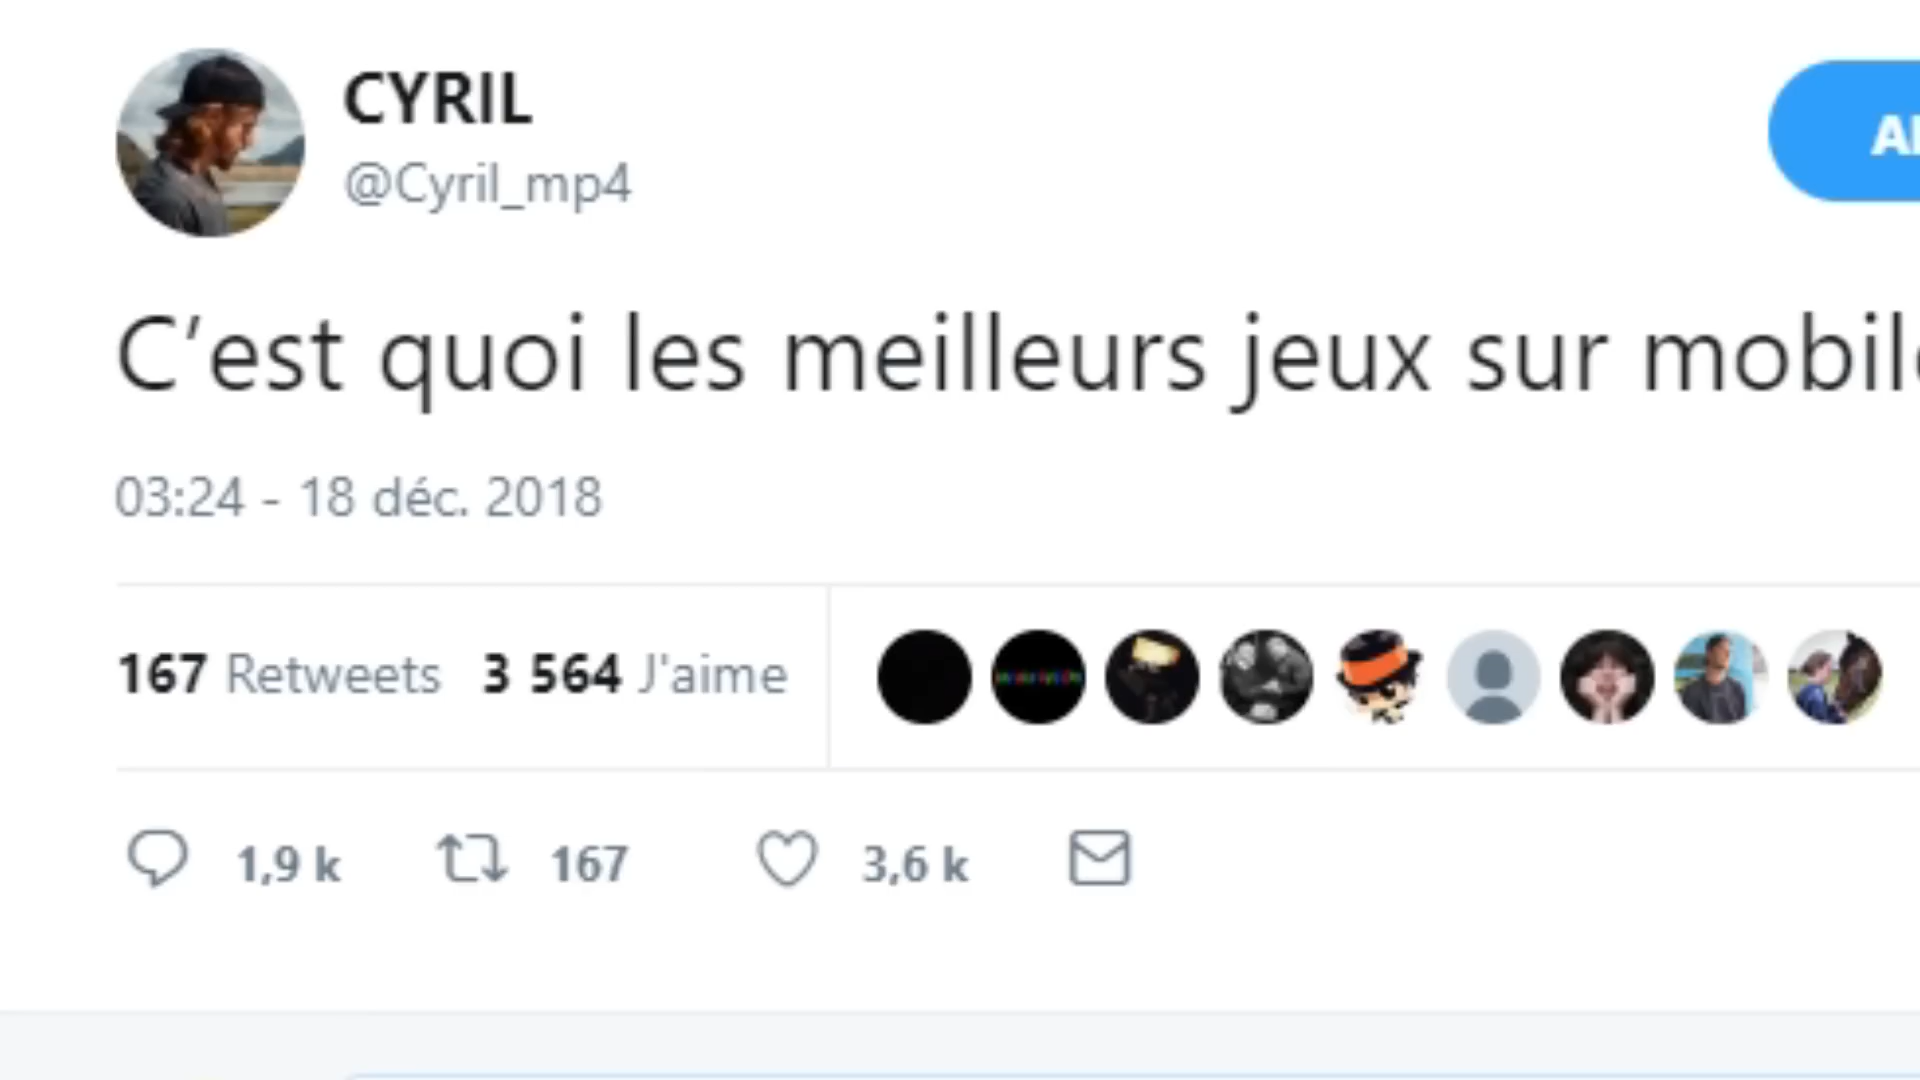 CYRIL
@Cyril_mp4
C'est quoi les meilleurs jeux sur
03:24 - 18 déc. 2018
167 Retweets 3 564 J'aime
1,9 k 167 3,6 k